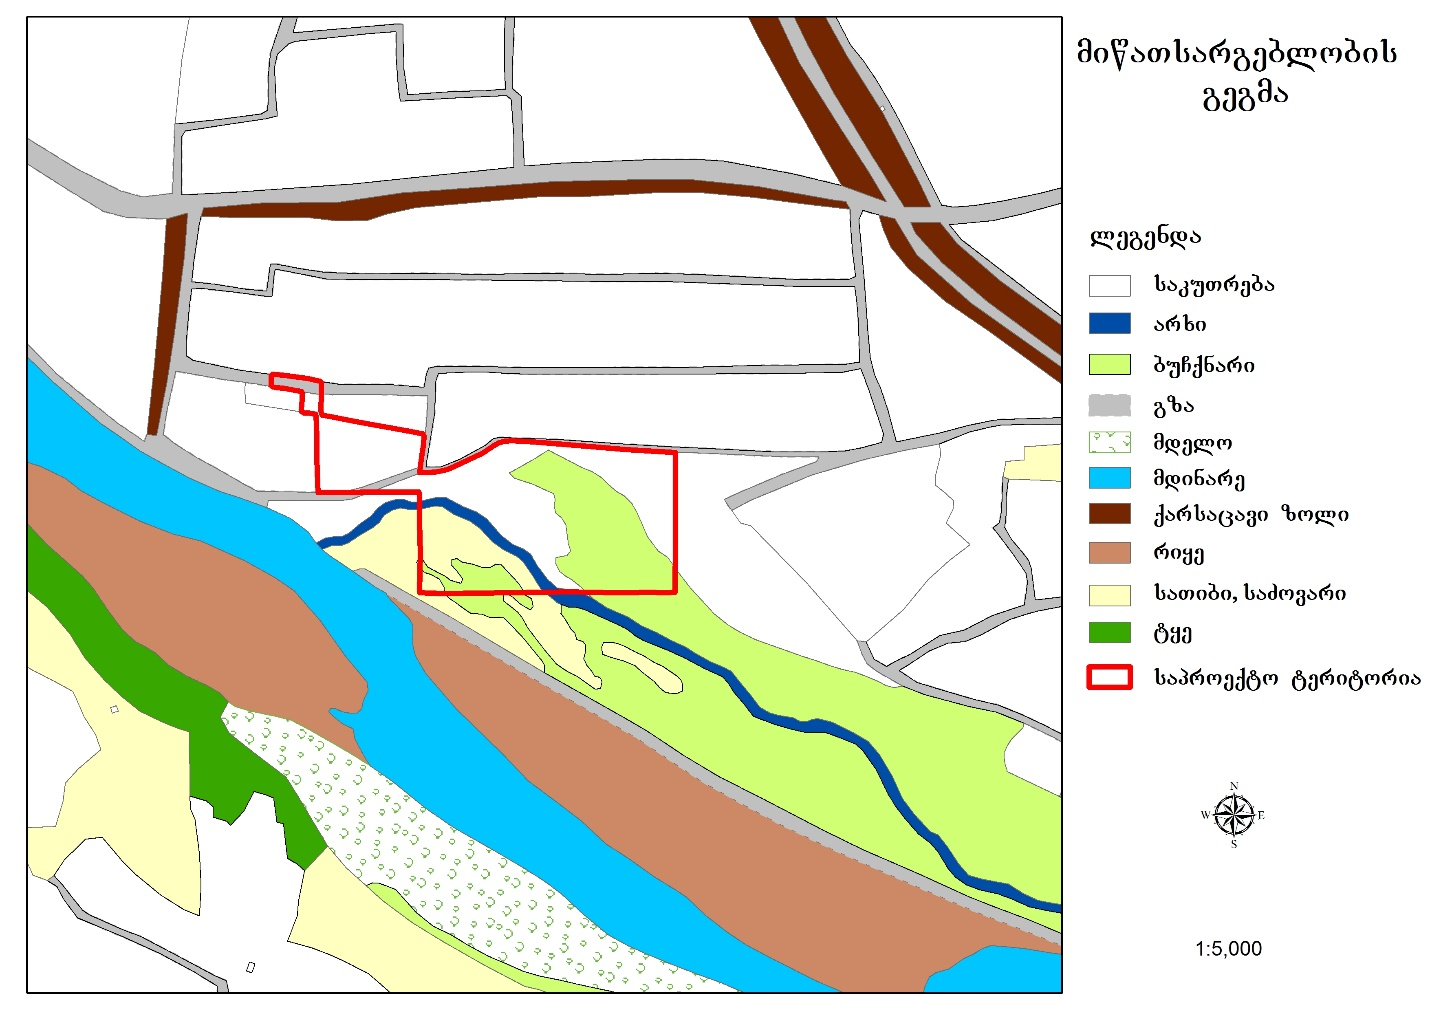 მიწათსარგებლობის
გეგმა
ლეგენდა
საკუთრება
არხი
ბუჩქნარი
გზა
მდელო
მდინარე
ქარსაცავი ზოლი
რიყე
სათიბი, საძოვარი
ტყე
საპროექტო ტერიტორია
N
W E
S
1:5,000